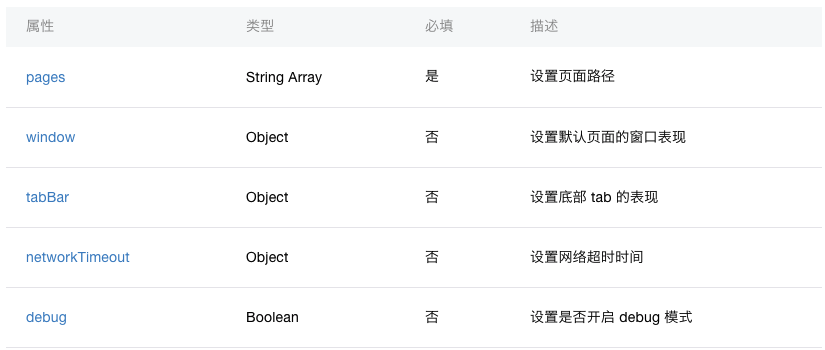 属性 类型 必填 描述
pages String Array 是 设置页面路径
window Object 否 设置默认页面的窗口表现
tabBar Object 否 设置底部 tab 的表现
networkTimeout Object 否 设置网络超时时间
debug Boolean 否 设置是否开启 debug 模式